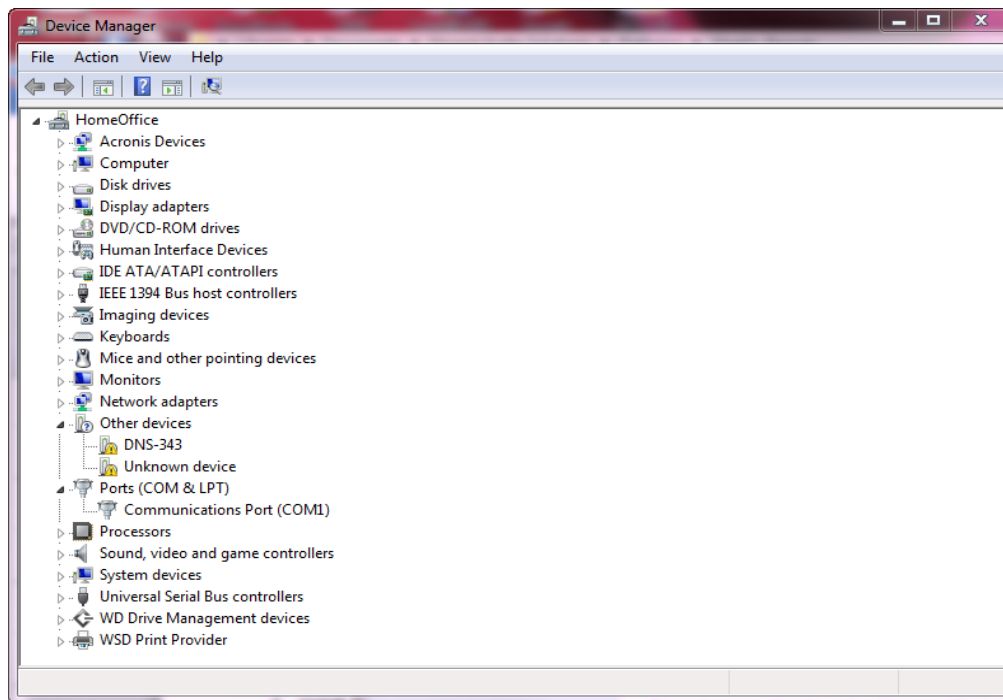 Device Manager
File Action View Help
HomeOffice
Acronis Devices
Computer
Disk drives
Display adapters
DVD/CD-ROM drives
Human Interface Devices
IDE ATA/ATAPI controllers
IEEE 1394 Bus host controllers
Imaging devices
Keyboards
Mice and other pointing devices
Monitors
Network adapters
Other devices
DNS-343
Unknown device
Ports (COM & LPT)
Communications Port (COM1)
Processors
Sound, video and game controllers
System devices
Universal Serial Bus controllers
WD Drive Management devices
WSD Print Provider